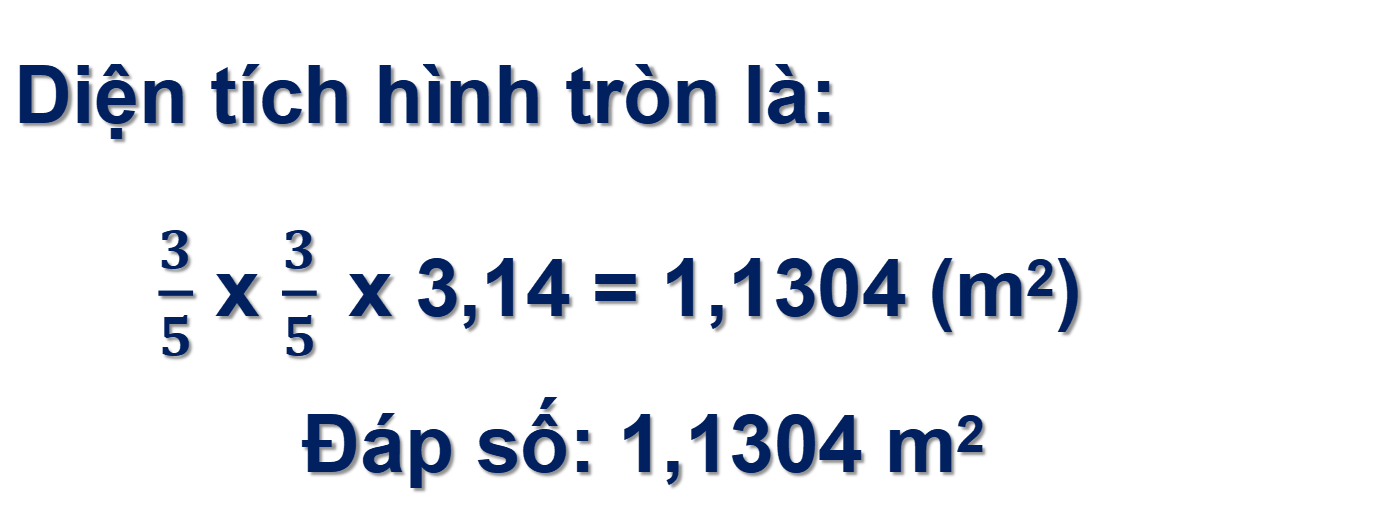 Diện tích hình tròn là:
3/5 x 3/5 x 3,14 = 1,1304 (m²)
Đáp số: 1,1304 m²